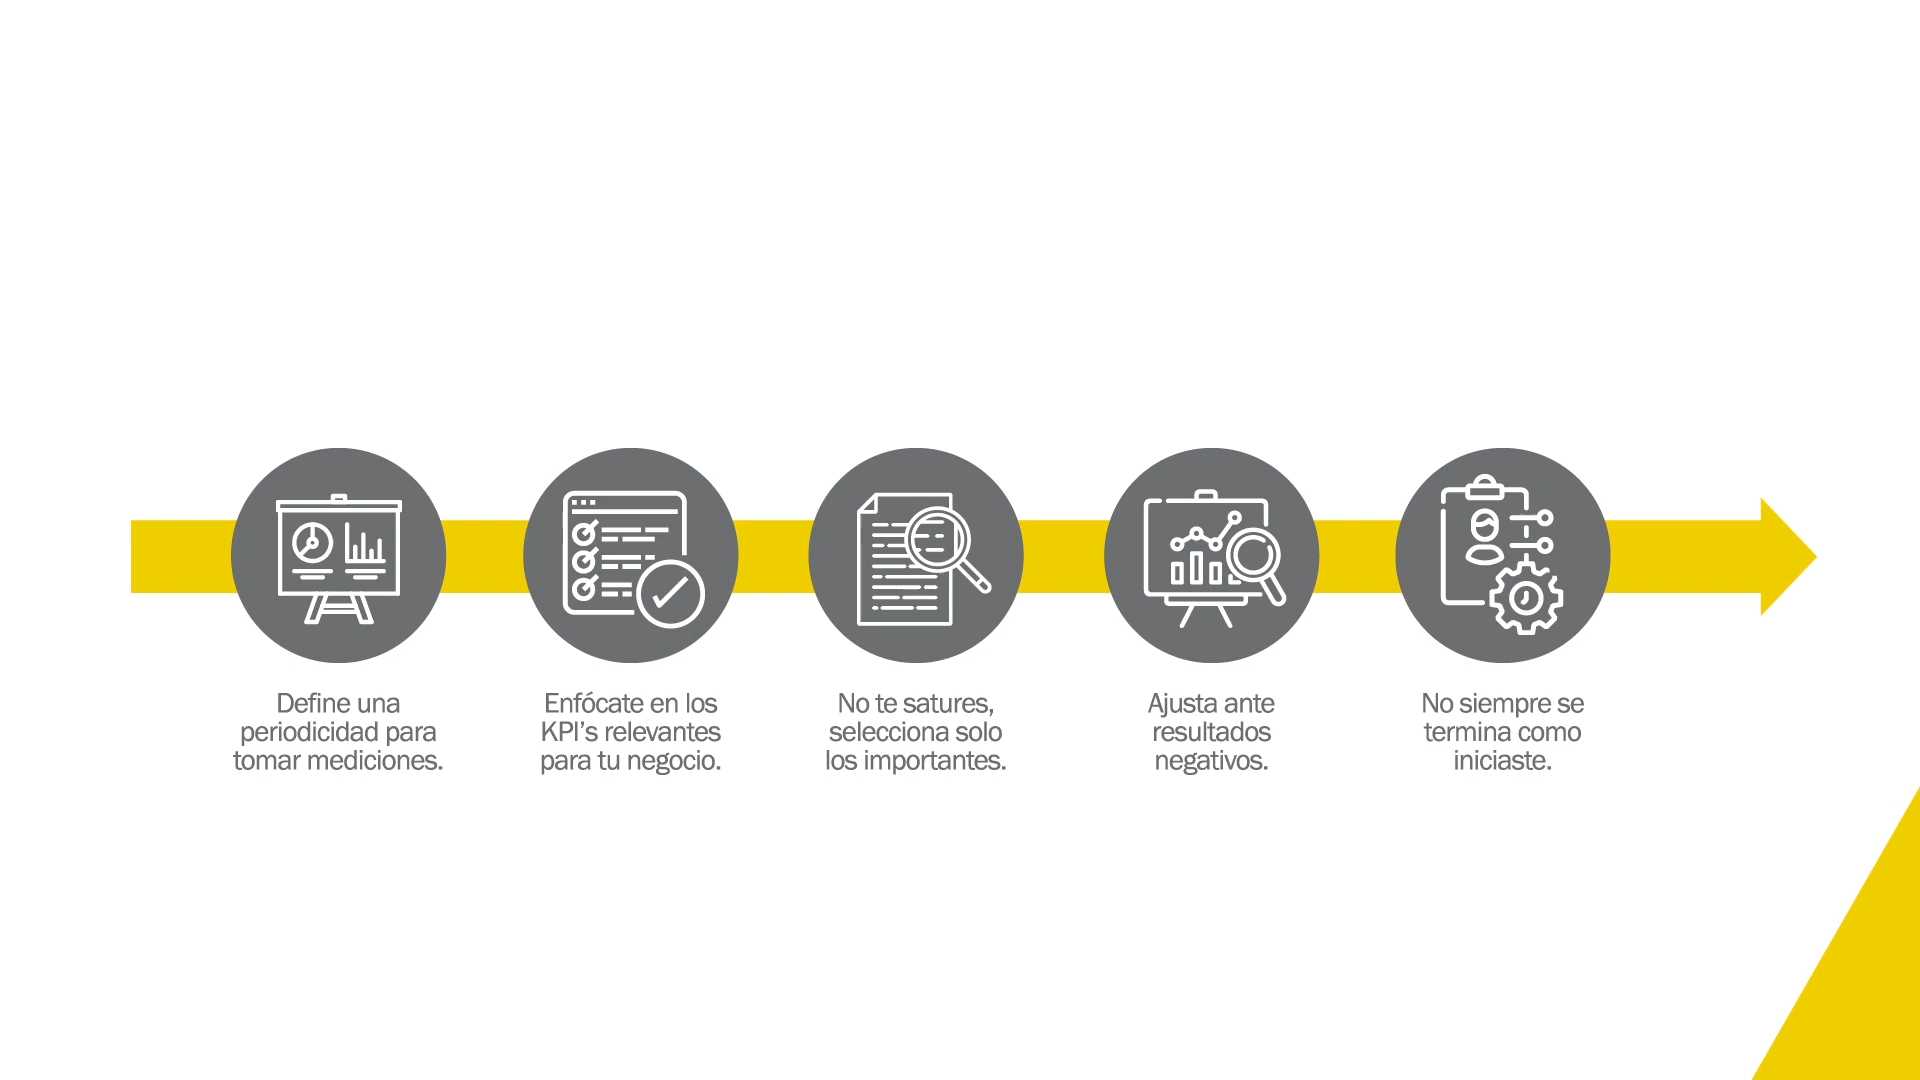 Define una
periodicidad para
tomar mediciones.
Enfócate en los
KPI’s relevantes
para tu negocio.
No te satures,
selecciona solo
los importantes.
Ajusta ante
resultados
negativos.
No siempre se
termina como
iniciaste.